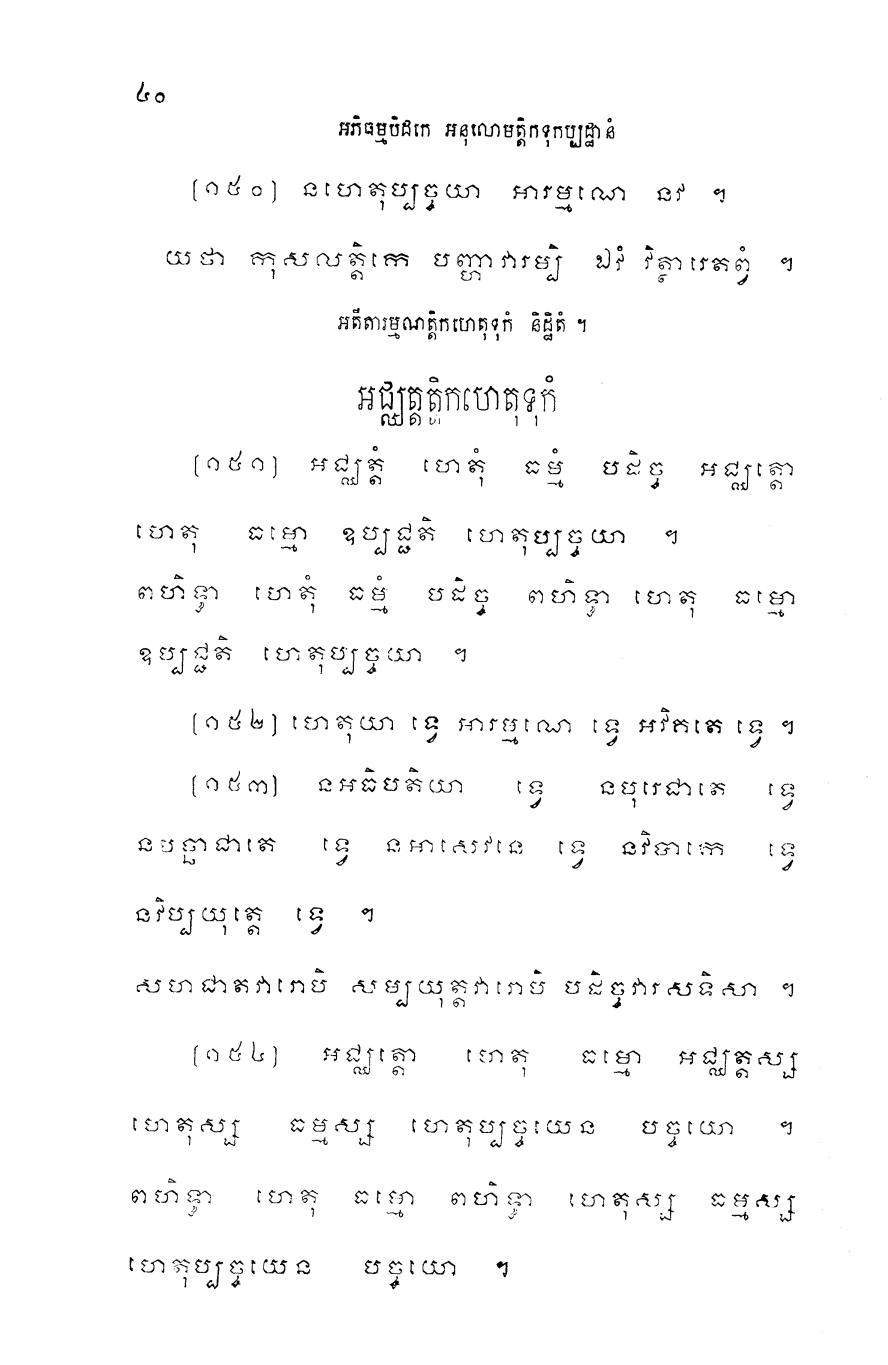 ៤០
អភិធម្មបិដកេ អនុលោមត្តិកទុកប្បដ្ឋានំ
[១៥០] នហេតុប្បច្ចយា អារម្មណេ នវ ។
យថា កុសលត្តិកេ បញ្ហាវារម្បិ ឯវំ វិត្ថារេតព្វំ ។
អតីតារម្មណត្តិកហេតុទុកំ និដ្ឋិតំ ។
អជ្ឈត្តត្តិកហេតុទុកំ
[១៥១] អជ្ឈត្តំ ហេតុំ ធម្មំ បដិច្ច អជ្ឈត្តោ
ហេតុ ធម្មោ ឧប្បជ្ជតិ ហេតុប្បច្ចយា ។
ពហិទ្ធា ហេតុំ ធម្មំ បដិច្ច ពហិទ្ធា ហេតុ ធម្មោ
ឧប្បជ្ជតិ ហេតុប្បច្ចយា ។
[១៥២] ហេតុយា ទ្វេ អារម្មណេ ទ្វេ អវិគតេ ទ្វេ ។
[១៥៣] នអធិបតិយា ទ្វេ នបុរេជាតេ ទ្វេ
នបច្ឆាជាតេ ទ្វេ នអាសេវនេ ទ្វេ នវិបាកេ ទ្វេ
នវិប្បយុត្តេ ទ្វេ ។
សហជាតវារោបិ សម្បយុត្តវារោបិ បដិច្ចវារសទិសា ។
[១៥៤] អជ្ឈត្តោ ហេតុ ធម្មោ អជ្ឈត្តស្ស
ហេតុស្ស ធម្មស្ស ហេតុប្បច្ចយេន បច្ចយោ ។
ពហិទ្ធា ហេតុ ធម្មោ ពហិទ្ធា ហេតុស្ស ធម្មស្ស
ហេតុប្បច្ចយេន បច្ចយោ ។